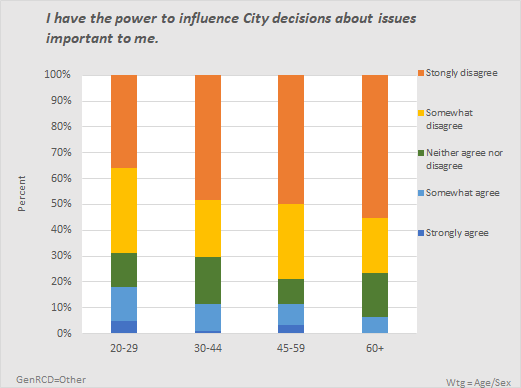 I have the power to influence City decisions about issues
important to me.
100%
90%
80%
70%
60%
50%
40%
30%
20%
10%
0%
Percent
20-29
30-44
45-59
60+
Stongly disagree
Somewhat
disagree
Neither agree nor
disagree
Somewhat agree
Strongly agree
GenRCD=Other
Wtg = Age/Sex